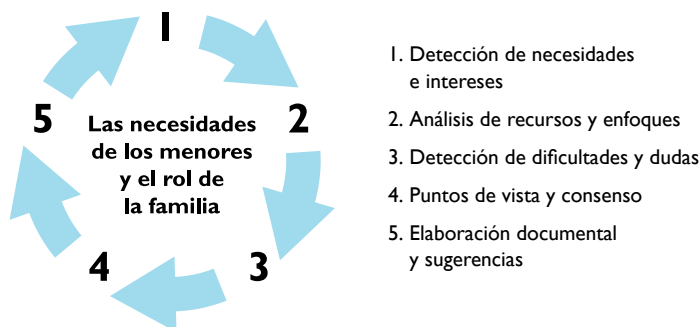 1
2
3
4
5
Las necesidades
de los menores
y el rol de
la familia
1. Detección de necesidades
e intereses
2. Análisis de recursos y enfoques
3. Detección de dificultades y dudas
4. Puntos de vista y consenso
5. Elaboración documental
y sugerencias